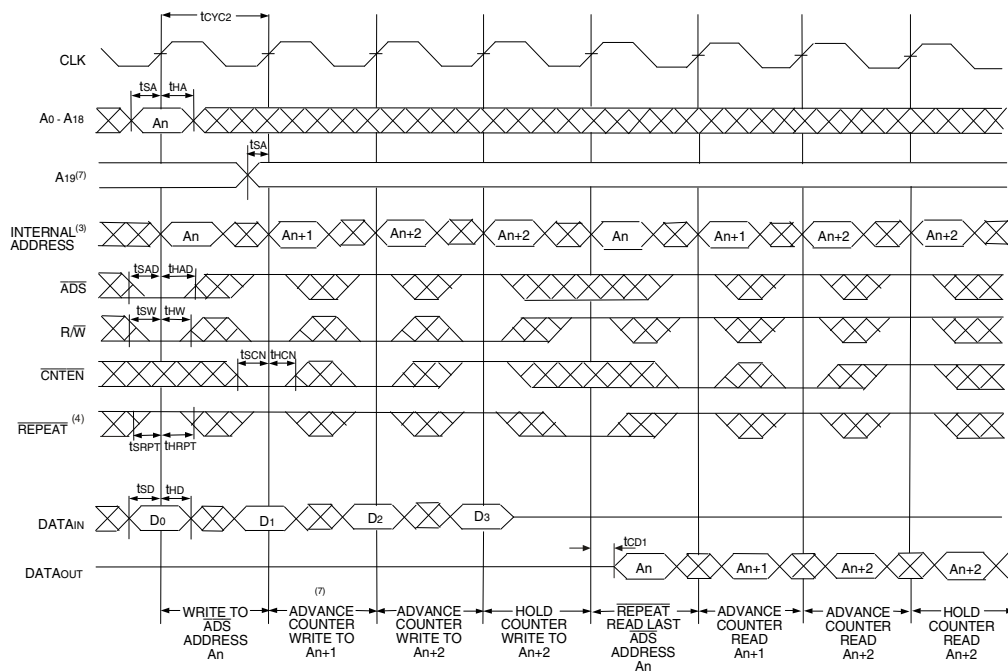 tCYC2
CLK
tSA tHA
A0 - A18 An
tSA
A19(7)
INTERNAL(3) ADDRESS An An+1 An+2 An+2 An An+1 An+2 An+2
tSAD tHAD
ADS
tSW tHW
R/W
tSCN tHCN
CNTEN
REPEAT (4)
tSRPT tHRPT
tSD tHD
DATAIN D0 D1 D2 D3
tCD1
DATAOUT An An+1 An+2 An+2
WRITE TO
ADS
ADDRESS
An
(7)
ADVANCE
COUNTER
WRITE TO
An+1
ADVANCE
COUNTER
WRITE TO
An+2
HOLD
COUNTER
WRITE TO
An+2
REPEAT
READ LAST
ADS
ADDRESS
An
ADVANCE
COUNTER
READ
An+1
ADVANCE
COUNTER
READ
An+2
HOLD
COUNTER
READ
An+2